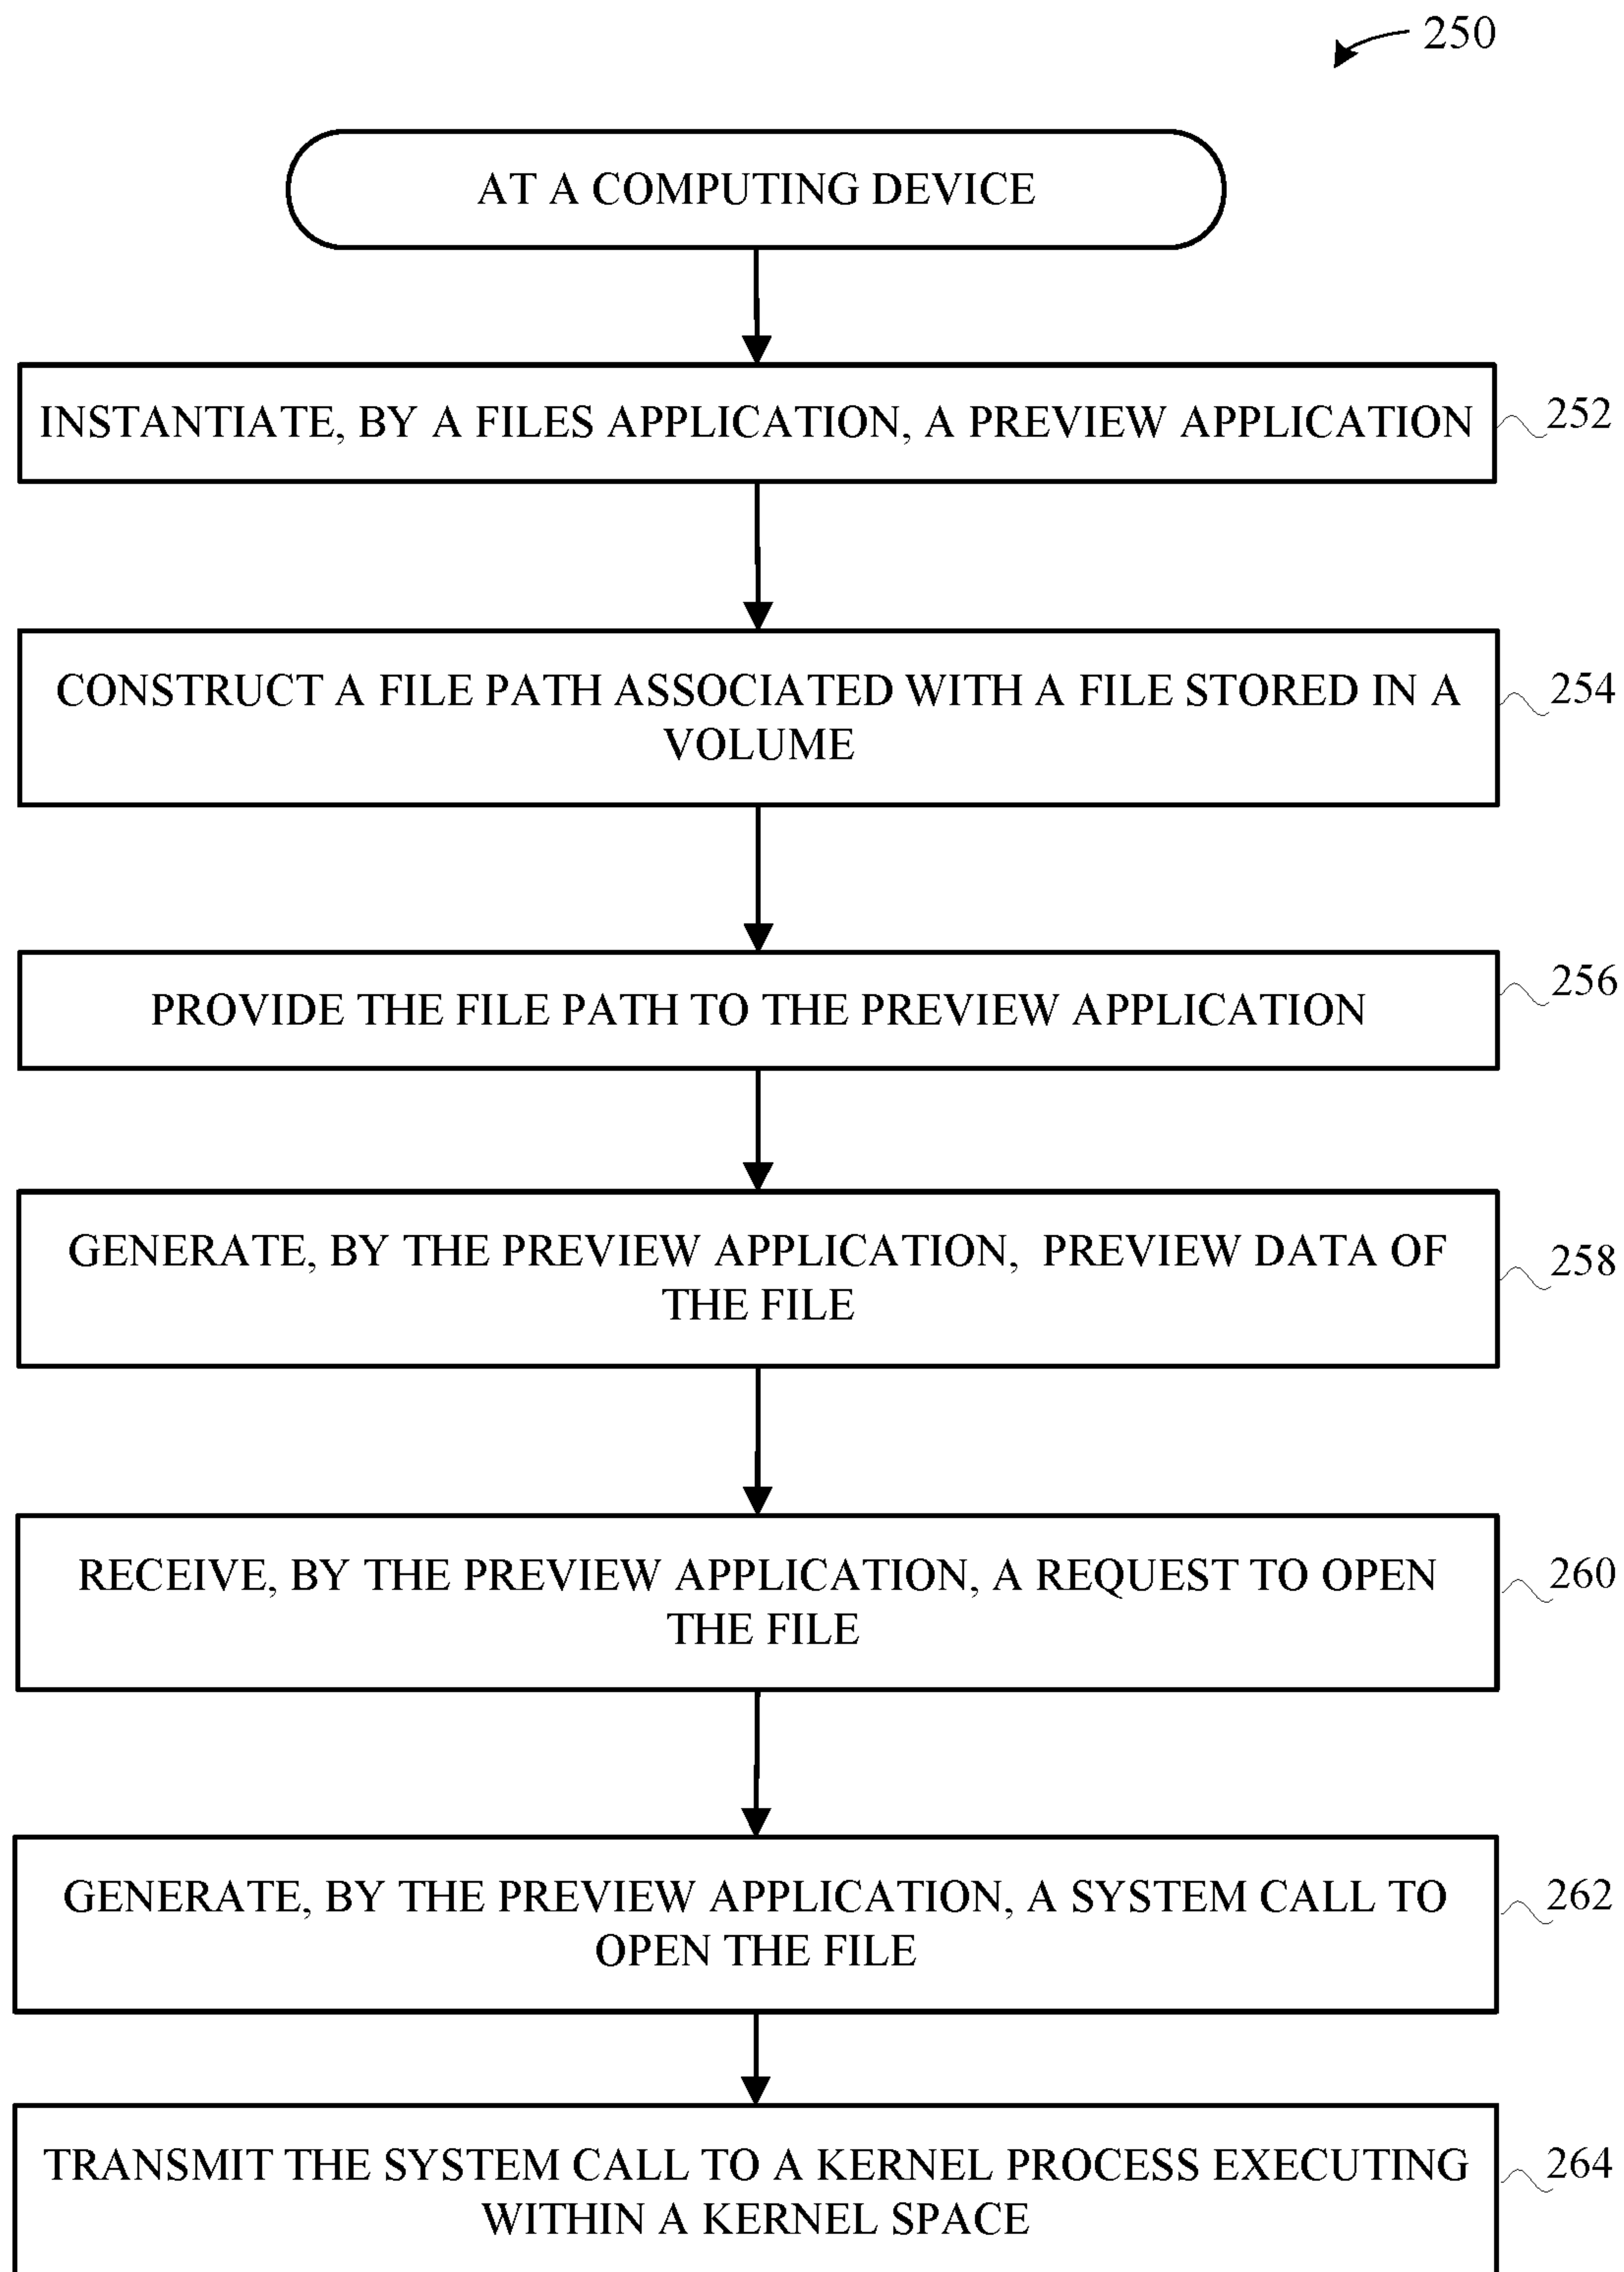 250
AT A COMPUTING DEVICE
INSTANTIATE, BY A FILES APPLICATION, A PREVIEW APPLICATION
252
CONSTRUCT A FILE PATH ASSOCIATED WITH A FILE STORED IN A
VOLUME
254
PROVIDE THE FILE PATH TO THE PREVIEW APPLICATION
256
GENERATE, BY THE PREVIEW APPLICATION, PREVIEW DATA OF
THE FILE
258
RECEIVE, BY THE PREVIEW APPLICATION, A REQUEST TO OPEN
THE FILE
260
GENERATE, BY THE PREVIEW APPLICATION, A SYSTEM CALL TO
OPEN THE FILE
262
TRANSMIT THE SYSTEM CALL TO A KERNEL PROCESS EXECUTING
WITHIN A KERNEL SPACE
264